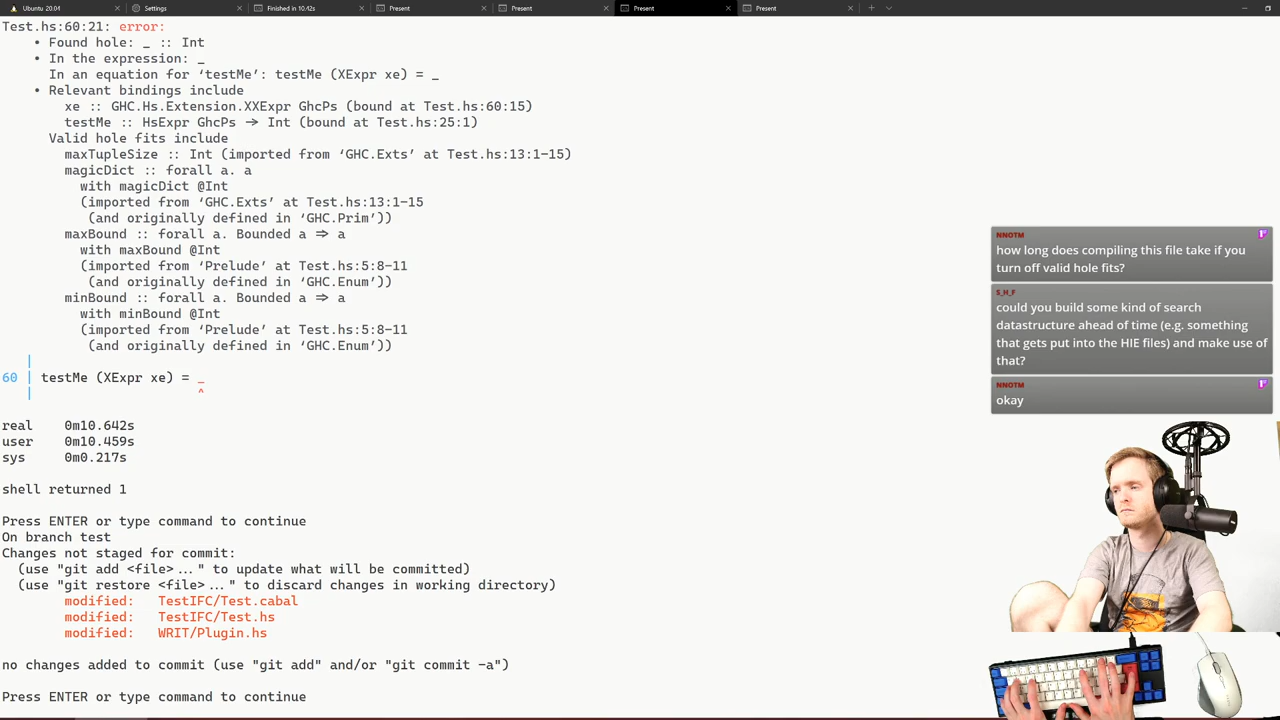 Ubuntu 20.04
Settings
Finished in 10.42s
Present
Present
Present
Present
Test.hs:60:21: error:
• Found hole: _ :: Int
• In the expression: _
In an equation for ‘testMe’: testMe (XExpr xe) = _
• Relevant bindings include
xe :: GHC.Hs.Extension.XXExpr GhcPs (bound at Test.hs:60:15)
testMe :: HsExpr GhcPs -> Int (bound at Test.hs:25:1)
Valid hole fits include
maxTupleSize :: Int (imported from ‘GHC.Exts’ at Test.hs:13:1-15)
magicDict :: forall a. a
with magicDict @Int
(imported from ‘GHC.Exts’ at Test.hs:13:1-15
(and originally defined in ‘GHC.Prim’))
maxBound :: forall a. Bounded a => a
with maxBound @Int
(imported from ‘Prelude’ at Test.hs:5:8-11
(and originally defined in ‘GHC.Enum’))
minBound :: forall a. Bounded a => a
with minBound @Int
(imported from ‘Prelude’ at Test.hs:5:8-11
(and originally defined in ‘GHC.Enum’))
|
60 | testMe (XExpr xe) = _
| ^
real 0m10.642s
user 0m10.459s
sys 0m0.217s
shell returned 1
Press ENTER or type command to continue
On branch test
Changes not staged for commit:
(use "git add <file>..." to update what will be committed)
(use "git restore <file>..." to discard changes in working directory)
modified: TestIFC/Test.cabal
modified: TestIFC/Test.hs
modified: WRIT/Plugin.hs
no changes added to commit (use "git add" and/or "git commit -a")
Press ENTER or type command to continue
NNOTM
how long does compiling this file take if you
turn off valid hole fits?
S_H_F
could you build some kind of search
datastructure ahead of time (e.g. something
that gets put into the HIE files) and make use of
that?
NNOTM
okay